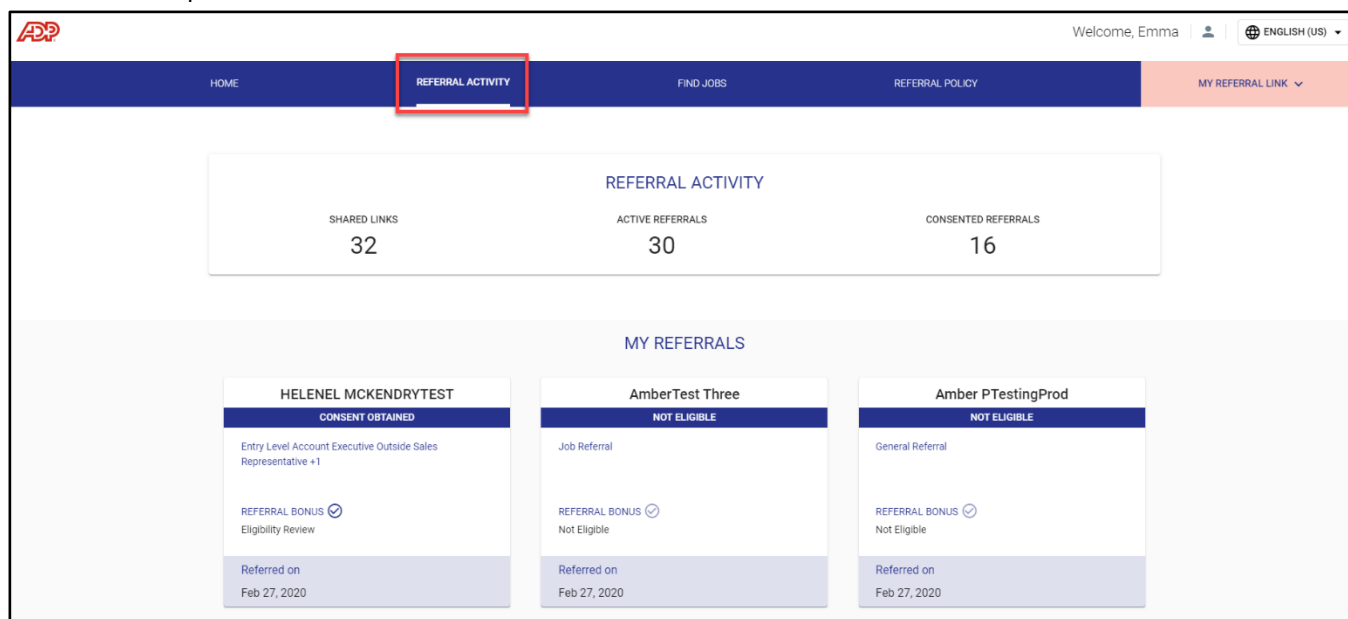 ADP
Welcome, Emma
ENGLISH (US)
HOME
REFERRAL ACTIVITY
FIND JOBS
REFERRAL POLICY
MY REFERRAL LINK
REFERRAL ACTIVITY
SHARED LINKS
32
ACTIVE REFERRALS
30
CONSENTED REFERRALS
16
MY REFERRALS
HELENEL MCKENDRYTEST
CONSENT OBTAINED
Entry Level Account Executive Outside Sales
Representative +1
REFERRAL BONUS
Eligibility Review
Referred on
Feb 27, 2020
AmberTest Three
NOT ELIGIBLE
Job Referral
REFERRAL BONUS
Not Eligible
Referred on
Feb 27, 2020
Amber PTestingProd
NOT ELIGIBLE
General Referral
REFERRAL BONUS
Not Eligible
Referred on
Feb 27, 2020